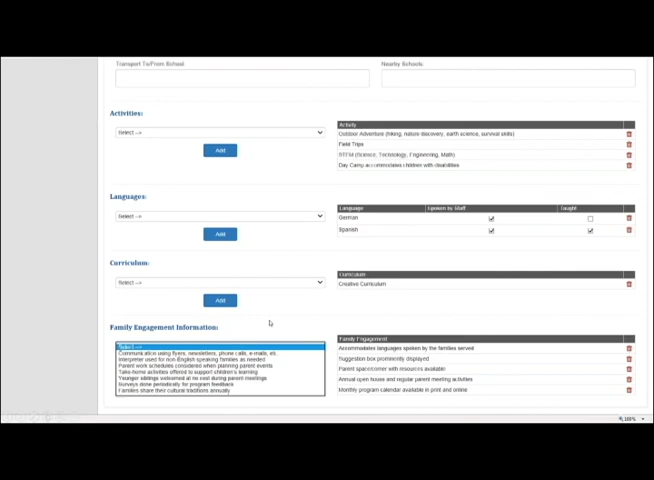 Transport To/From School:
Nearby Schools:
Activities:
Select -->
Add
Activity
Outdoor Adventure (hiking, nature discovery, earth science, survival skills)
Field Trips
STEM (Science, Technology, Engineering, Math)
Day Camp accommodates children with disabilities
Languages:
Select -->
Add
Language Spoken by Staff Taught
German
Spanish
Curriculum:
Select -->
Add
Curriculum
Creative Curriculum
Family Engagement Information:
Select -->
Communication using flyers, newsletters, phone calls, e-mails, etc.
Interpreter used for non-English speaking families as needed
Parent work schedules considered when planning parent events
Take-home activities offered to support children's learning
Younger siblings welcomed at no cost during parent meetings
Surveys done periodically for program feedback
Families share their cultural traditions annually
Family Engagement
Accommodates languages spoken by the families served
Suggestion box prominently displayed
Parent space/corner with resources available
Annual open house and regular parent meeting activities
Monthly program calendar available in print and online
100%